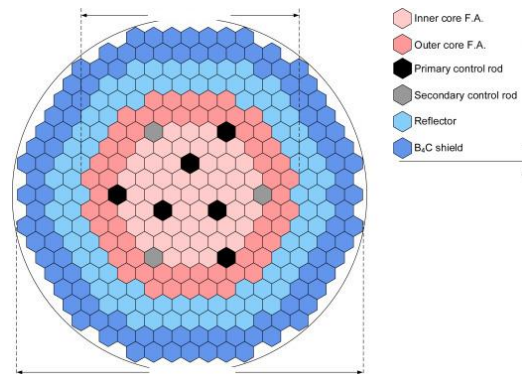 Inner core F.A.
Outer core F.A.
Primary control rod
Secondary control rod
Reflector
B₄C shield